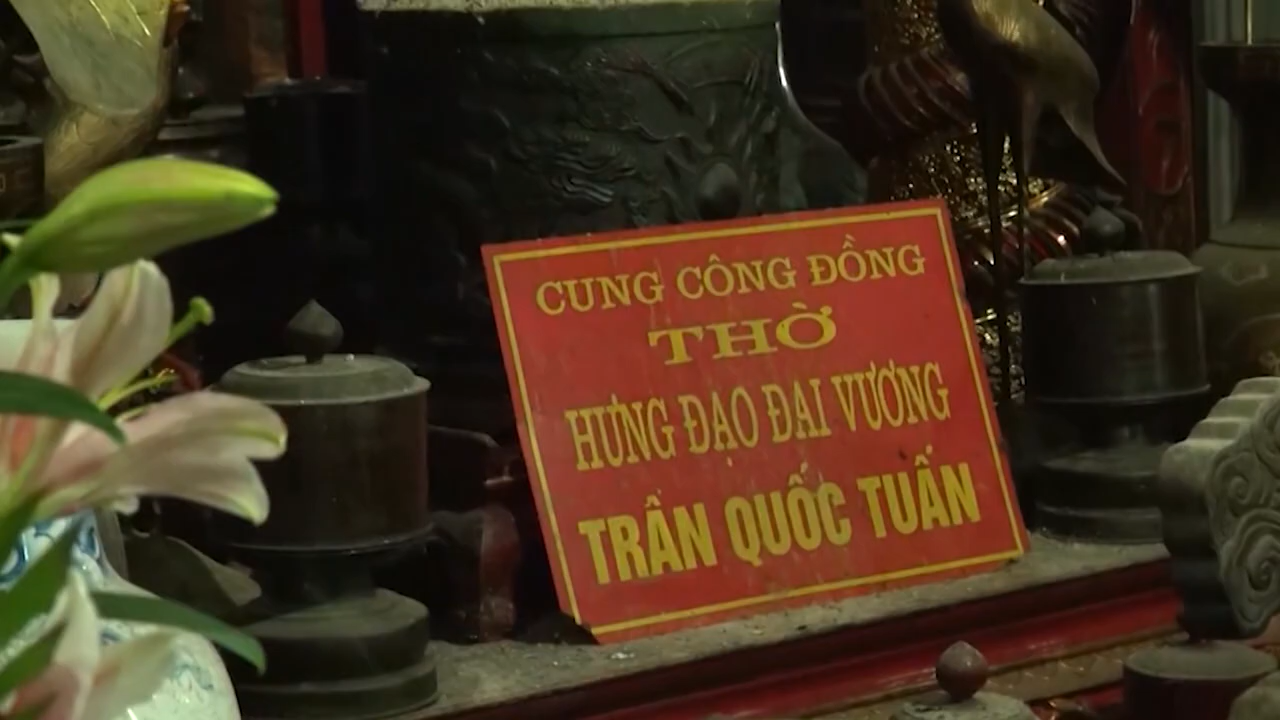 CUNG CÔNG ĐỒNG
THỜ
HƯNG ĐẠO ĐẠI VƯƠNG
TRẦN QUỐC TUẤN